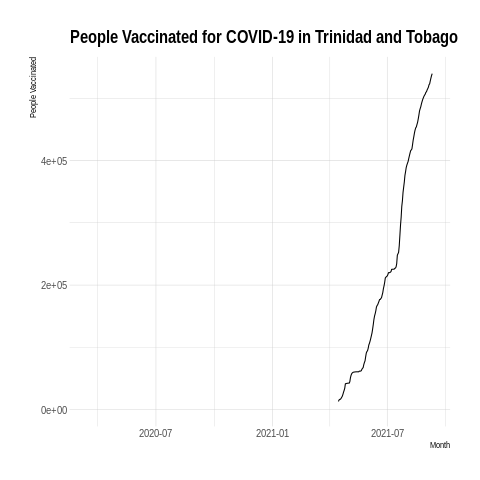 People Vaccinated for COVID-19 in Trinidad and Tobago
People Vaccinated
4e+05
2e+05
0e+00
2020-07 2021-01 2021-07
Month